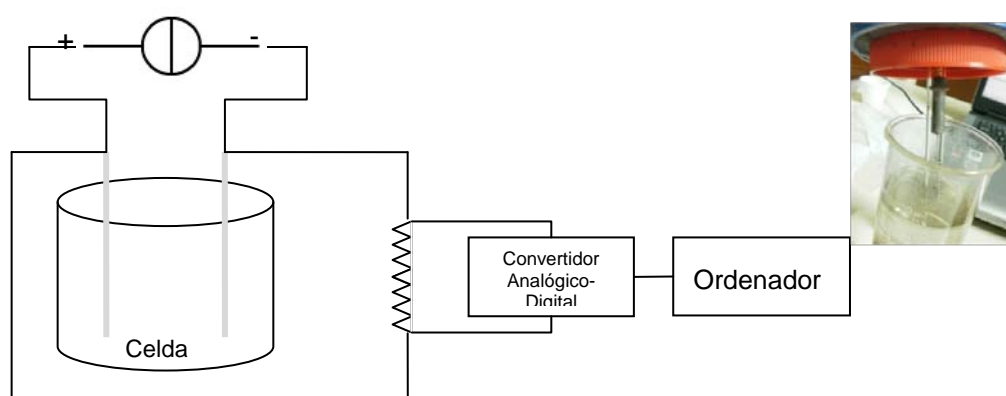 + -
Convertidor
Analógico-
Digital
Ordenador
Celda